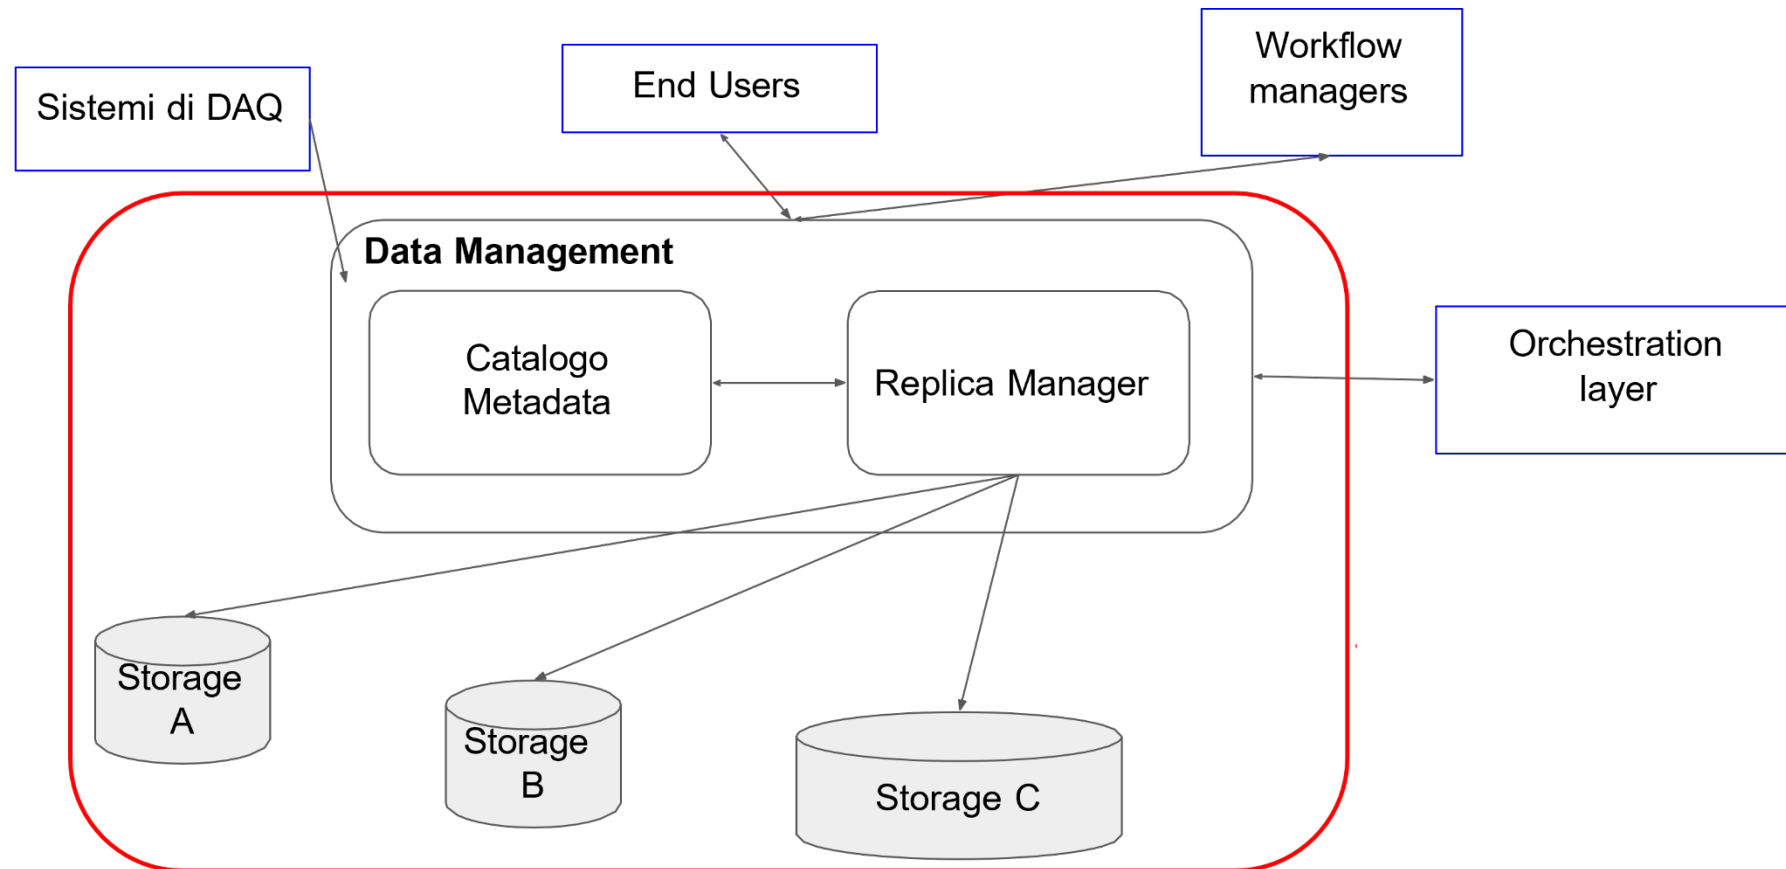 Sistemi di DAQ
End Users
Workflow
managers
Data Management
Catalogo
Metadata
Replica Manager
Orchestration
layer
Storage
A
Storage
B
Storage C